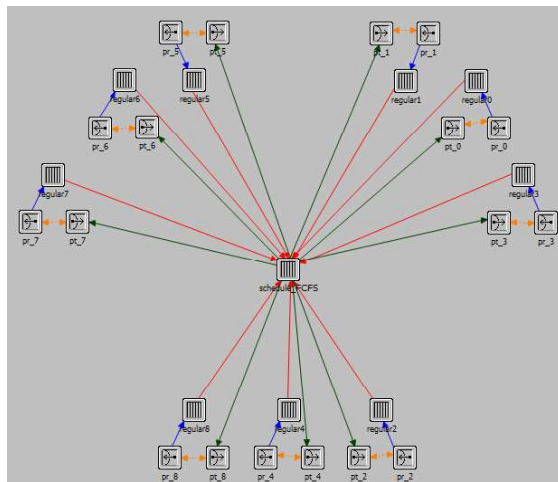 pr_5 pt_5 pt_1 pr_1
regular6 regular5 regular1 regular0
pr_6 pt_6 pt_0 pr_0
regular7 regular3
pr_7 pt_7 pt_3 pr_3
schedule_FCFS
regular8 regular4 regular2
pr_8 pt_8 pr_4 pt_4 pt_2 pr_2